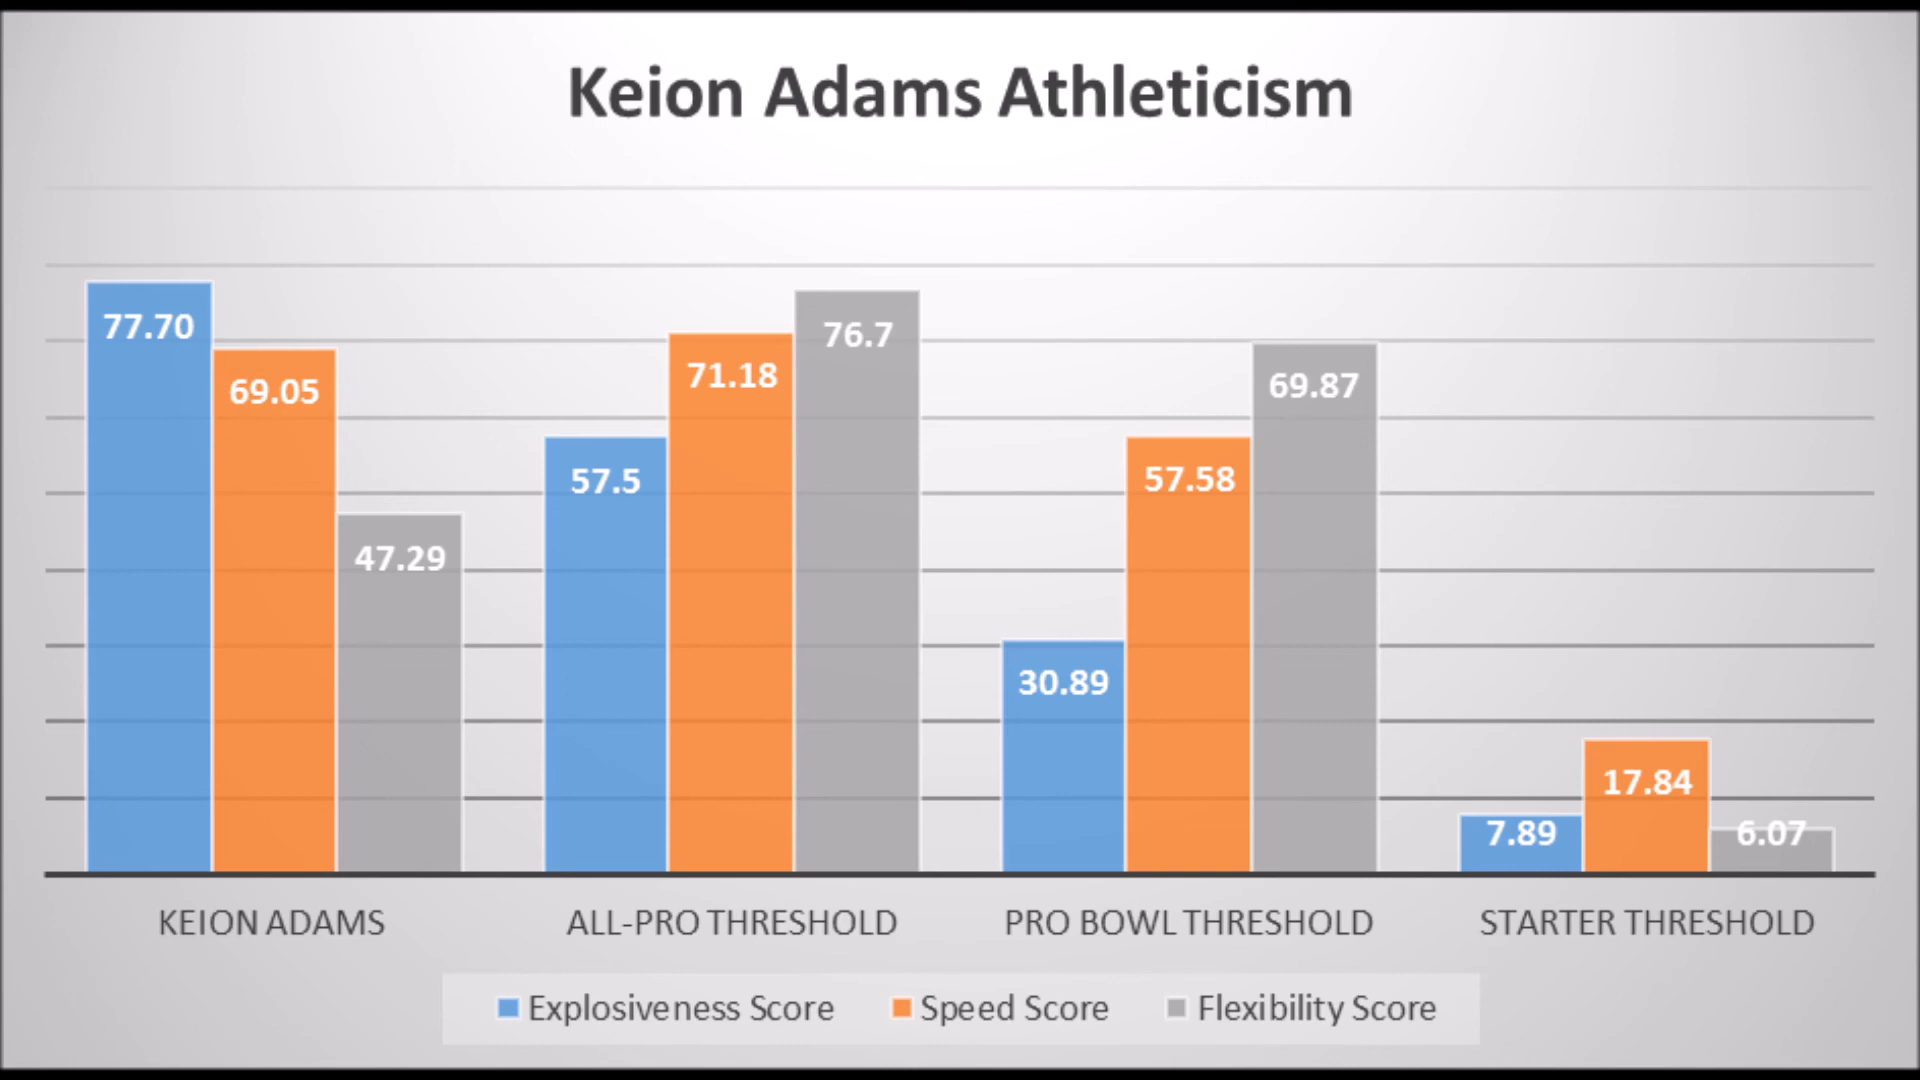 Keion Adams Athleticism
77.70
69.05
47.29
57.5
71.18
76.7
30.89
57.58
69.87
7.89
17.84
6.07
KEION ADAMS
ALL-PRO THRESHOLD
PRO BOWL THRESHOLD
STARTER THRESHOLD
Explosiveness Score
Speed Score
Flexibility Score